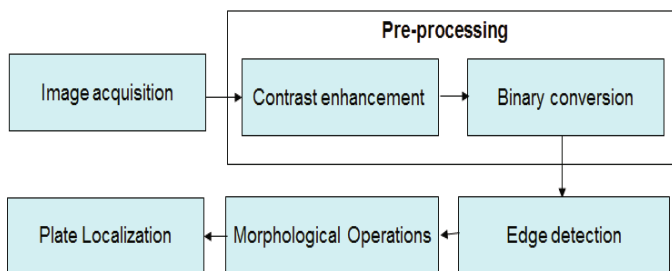 Pre-processing
Image acquisition
Contrast enhancement
Binary conversion
Edge detection
Morphological Operations
Plate Localization